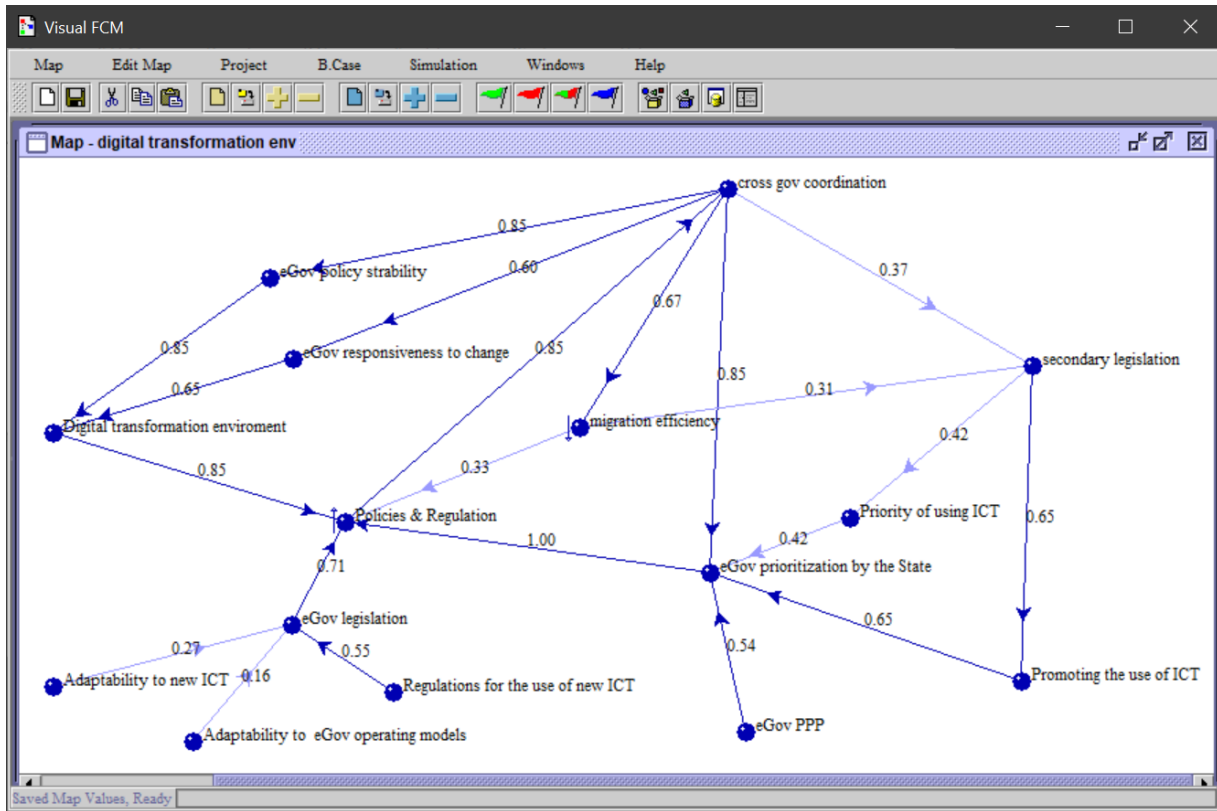 Visual FCM
Map Edit Map Project B.Case Simulation Windows Help
Map - digital transformation env
cross gov coordination
0.85
eGov policy strability
0.60
0.37
0.67
0.85
eGov responsiveness to change
0.85
secondary legislation
0.85
0.65
0.31
Digital transformation enviroment
migration efficiency
0.42
0.85
0.33
Policies & Regulation
Priority of using ICT
0.65
1.00
0.42
0.71
eGov prioritization by the State
eGov legislation
0.65
0.27
0.55
0.54
Adaptability to new ICT
0.16
Regulations for the use of new ICT
Promoting the use of ICT
Adaptability to eGov operating models
eGov PPP
Saved Map Values, Ready